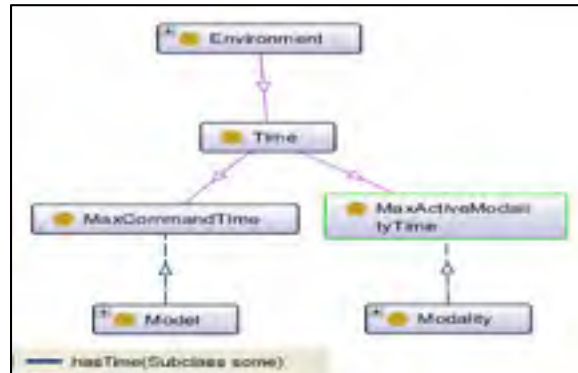 Environment
Time
MaxCommandTime
MaxActiveModali
tyTime
Model
Modality
hasTime(Subclass some)